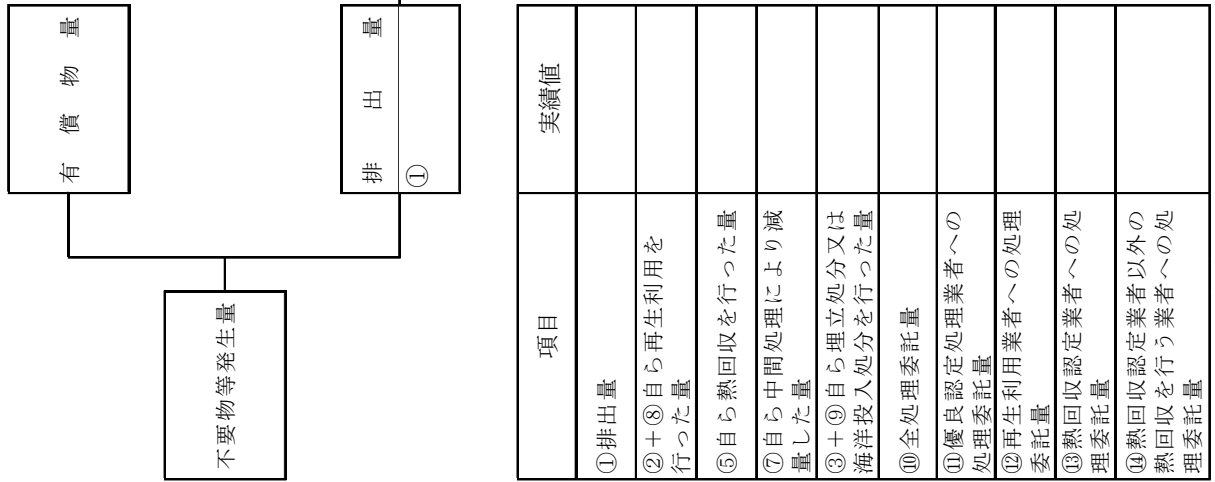 有償物量
排出量
①
不要物等発生量
項目
実績値
①排出量
②＋⑧自ら再生利用を
行った量
⑤自ら熱回収を行った量
⑦自ら中間処理により減
量した量
③＋⑨自ら埋立処分又は
海洋投入処分を行った量
⑩全処理委託量
⑪優良認定処理業者への
処理委託量
⑫再生利用業者への処理
委託量
⑬熱回収認定業者への処
理委託量
⑭熱回収認定業者以外の
熱回収を行う業者への処
理委託量